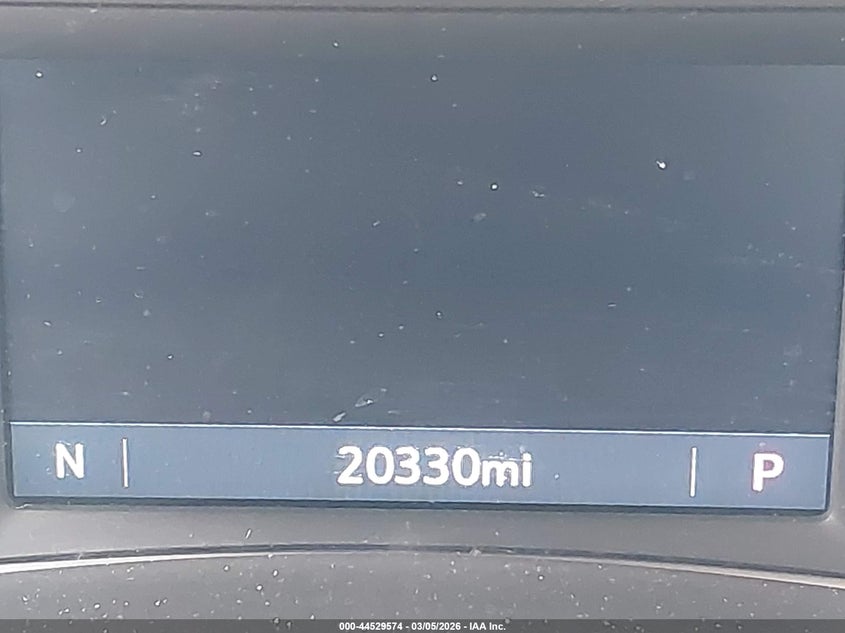 N | 20330mi | P
000-44529574 - 03/05/2026 - IAA Inc.